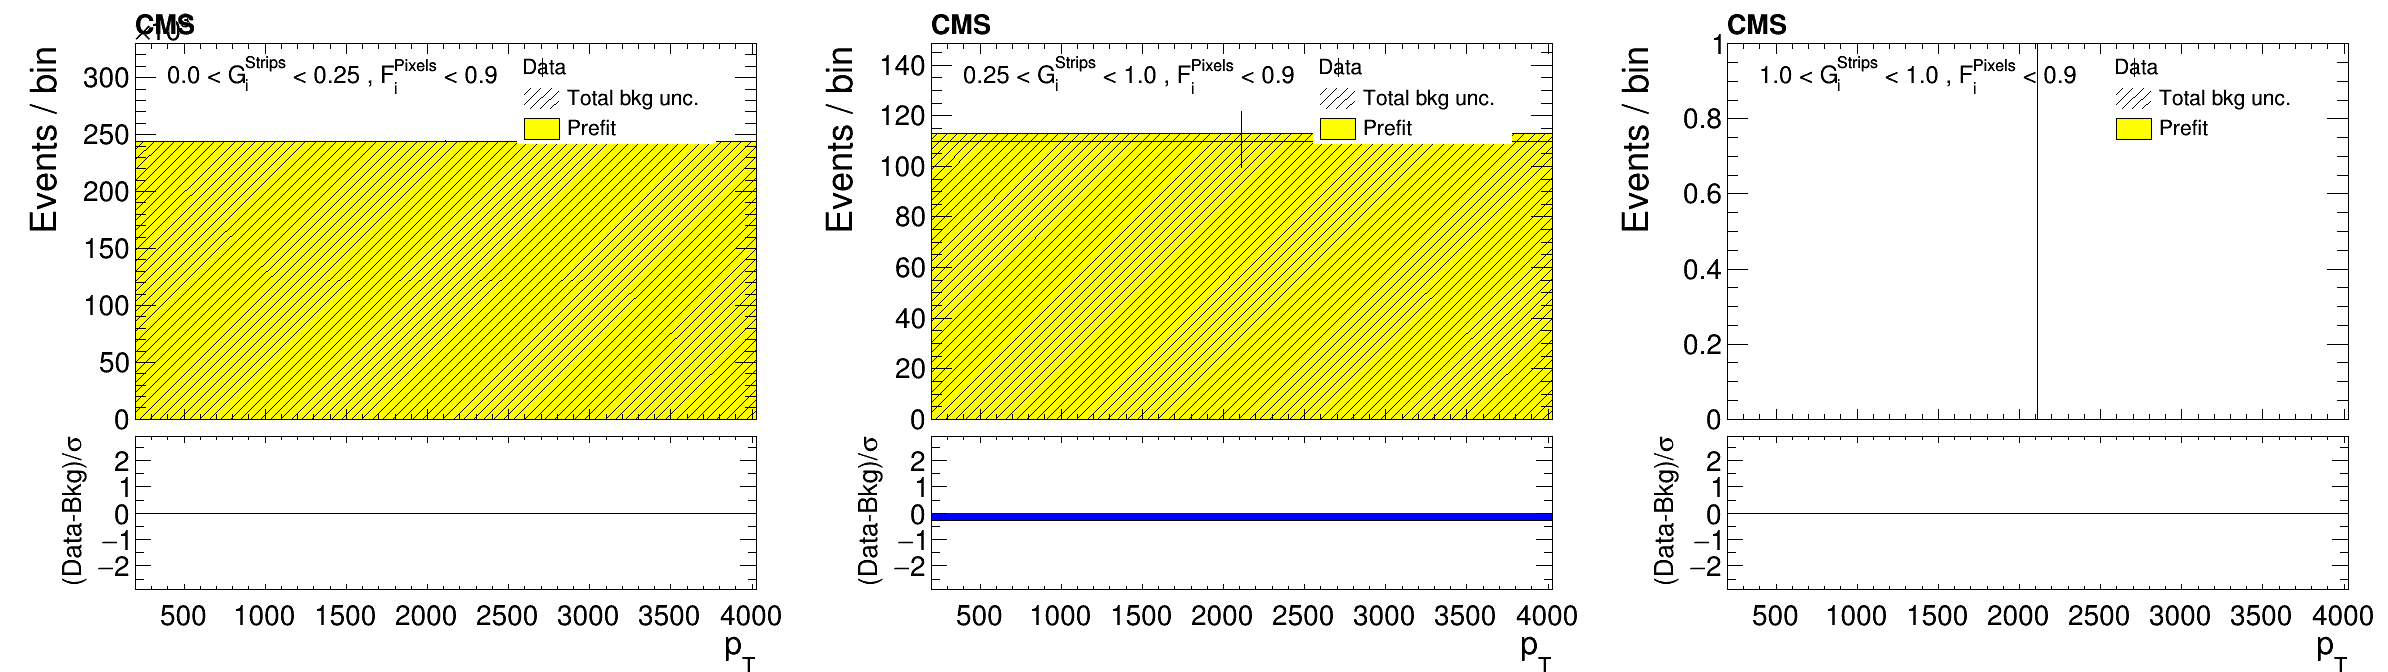 CMS
×10³
Events / bin
300
250
200
150
100
50
0
0.0 < G_i^Strips < 0.25 , F_i^Pixels < 0.9
Data
Total bkg unc.
Prefit
(Data-Bkg)/σ
2
1
0
−1
−2
500 1000 1500 2000 2500 3000 3500 4000
p_T
CMS
Events / bin
140
120
100
80
60
40
20
0
0.25 < G_i^Strips < 1.0 , F_i^Pixels < 0.9
Data
Total bkg unc.
Prefit
(Data-Bkg)/σ
2
1
0
−1
−2
500 1000 1500 2000 2500 3000 3500 4000
p_T
CMS
Events / bin
1
0.8
0.6
0.4
0.2
0
1.0 < G_i^Strips < 1.0 , F_i^Pixels < 0.9
Data
Total bkg unc.
Prefit
(Data-Bkg)/σ
2
1
0
−1
−2
500 1000 1500 2000 2500 3000 3500 4000
p_T